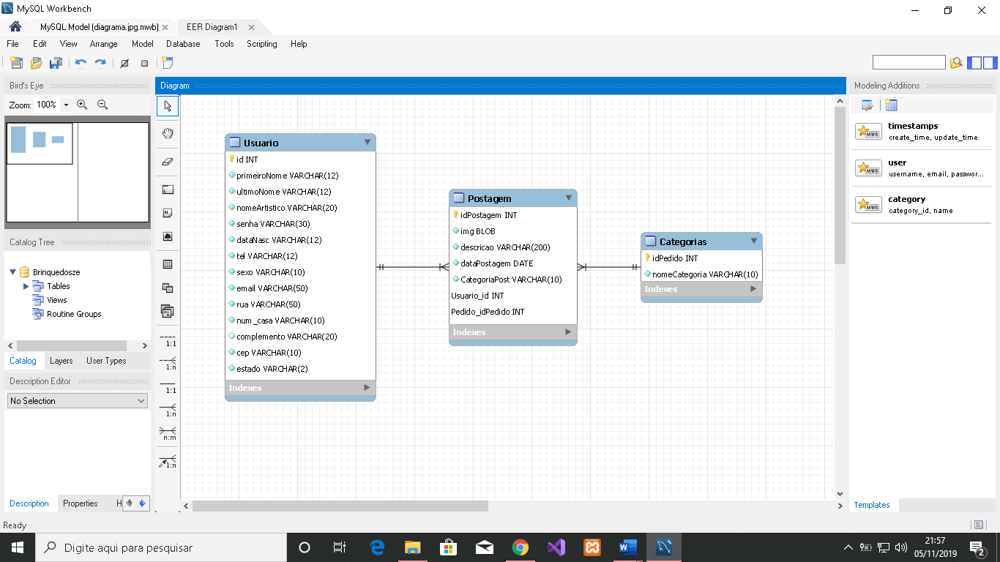 MySQL Workbench
MySQL Model (diagrama.jpg.mwb)
EER Diagram1
File Edit View Arrange Model Database Tools Scripting Help
Bird's Eye
Zoom: 100%
Catalog Tree
Brinquedosze
Tables
Views
Routine Groups
Catalog Layers User Types
Description Editor
No Selection
Description Properties H
Diagram
1:1
1:n
1:1
1:n
n:m
1:n
Usuario
id INT
primeiroNome VARCHAR(12)
ultimoNome VARCHAR(12)
nomeArtistico VARCHAR(20)
senha VARCHAR(30)
dataNasc VARCHAR(12)
tel VARCHAR(12)
sexo VARCHAR(10)
email VARCHAR(50)
rua VARCHAR(50)
num_casa VARCHAR(10)
complemento VARCHAR(20)
cep VARCHAR(10)
estado VARCHAR(2)
Indexes
Postagem
idPostagem INT
img BLOB
descricao VARCHAR(200)
dataPostagem DATE
CategoriaPost VARCHAR(10)
Usuario_id INT
Pedido_idPedido INT
Indexes
Categorias
idPedido INT
nomeCategoria VARCHAR(10)
Indexes
Modeling Additions
MWB
timestamps
create_time, update_time
MWB
user
username, email, passwor...
MWB
category
category_id, name
Templates
Ready
Digite aqui para pesquisar
21:57
05/11/2019
2